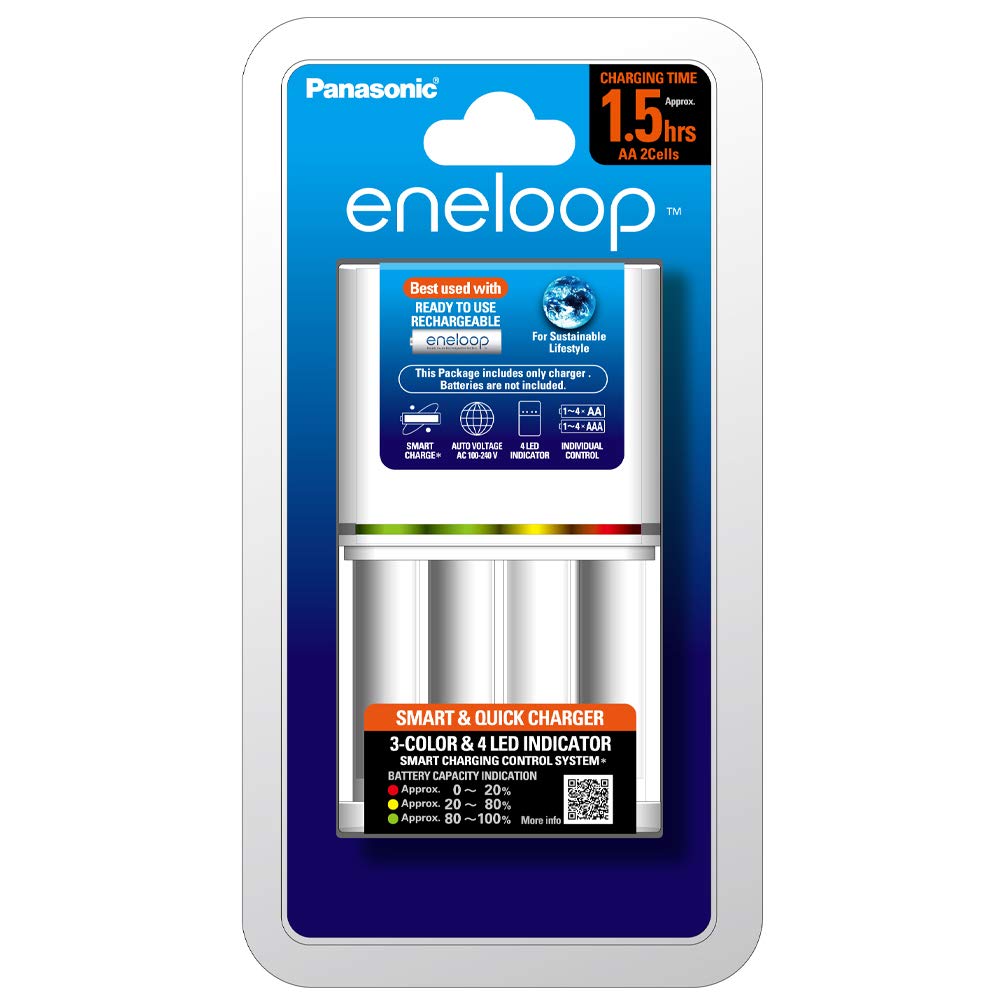 Panasonic®
CHARGING TIME
Approx.
1.5hrs
AA 2Cells
eneloop™
Best used with
READY TO USE
RECHARGEABLE
eneloop
For Sustainable
Lifestyle
This Package includes only charger .
Batteries are not included.
SMART
CHARGE*
AUTO VOLTAGE
AC 100-240 V
4 LED
INDICATOR
1～4×AA
1～4×AAA
INDIVIDUAL
CONTROL
SMART & QUICK CHARGER
3-COLOR & 4 LED INDICATOR
SMART CHARGING CONTROL SYSTEM*
BATTERY CAPACITY INDICATION
Approx. 0～ 20%
Approx. 20～ 80%
Approx. 80～100%
More info